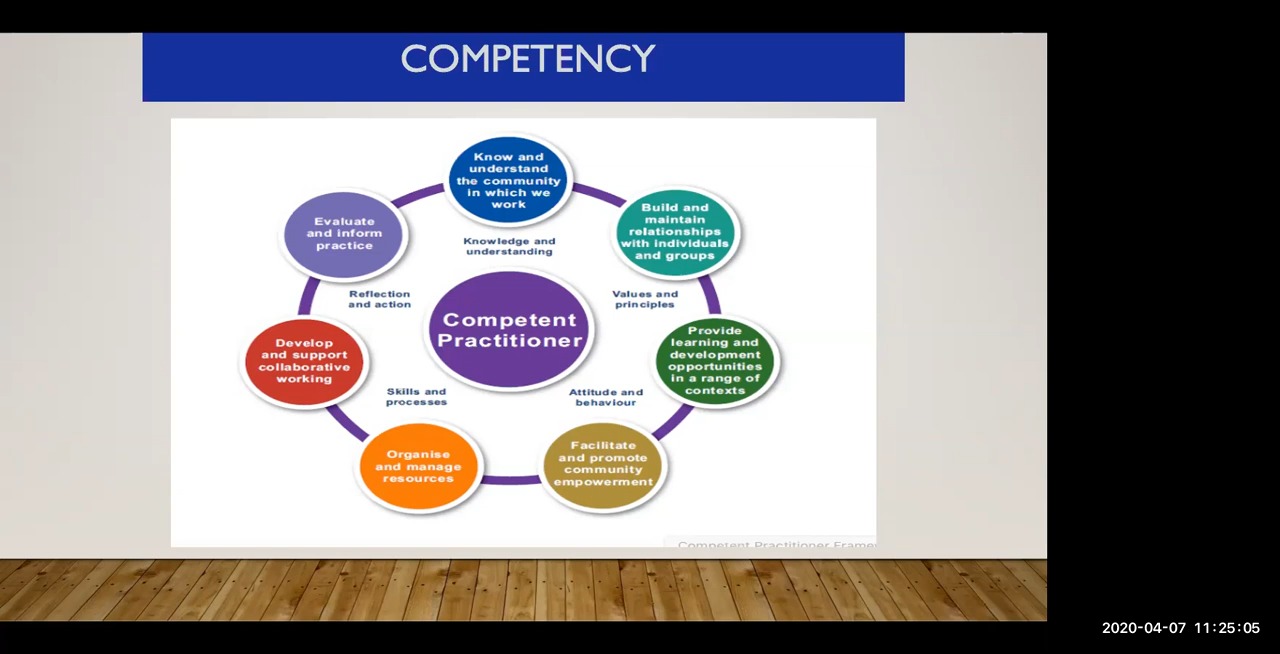 COMPETENCY
Know and
understand
the community
in which we
work
Build and
maintain
relationships
with individuals
and groups
Provide
learning and
development
opportunities
in a range of
contexts
Facilitate
and promote
community
empowerment
Organise
and manage
resources
Develop
and support
collaborative
working
Evaluate
and inform
practice
Knowledge and
understanding
Values and
principles
Attitude and
behaviour
Skills and
processes
Reflection
and action
Competent
Practitioner
Competent Practitioner
2020-04-07 11:25:05